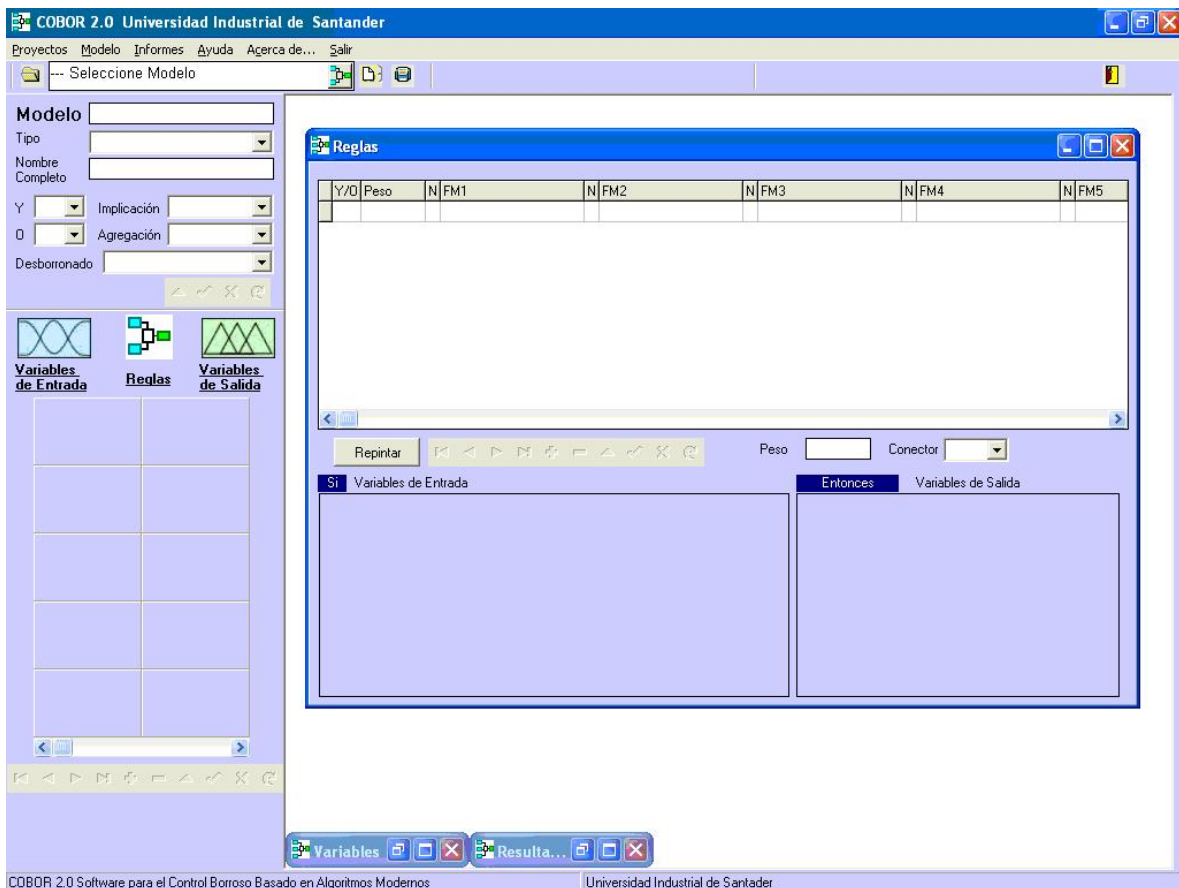 COBOR 2.0 Universidad Industrial de Santander
Proyectos Modelo Informes Ayuda Acerca de... Salir
--- Seleccione Modelo
Modelo
Tipo
Nombre
Completo
Y Implicación
O Agregación
Desborronado
Variables
de Entrada
Reglas
Variables
de Salida
Reglas
Y/O Peso N FM1 N FM2 N FM3 N FM4 N FM5
Repintar Peso Conector
Si Variables de Entrada Entonces Variables de Salida
Variables Resulta...
COBOR 2.0 Software para el Control Borroso Basado en Algoritmos Modernos Universidad Industrial de Santader